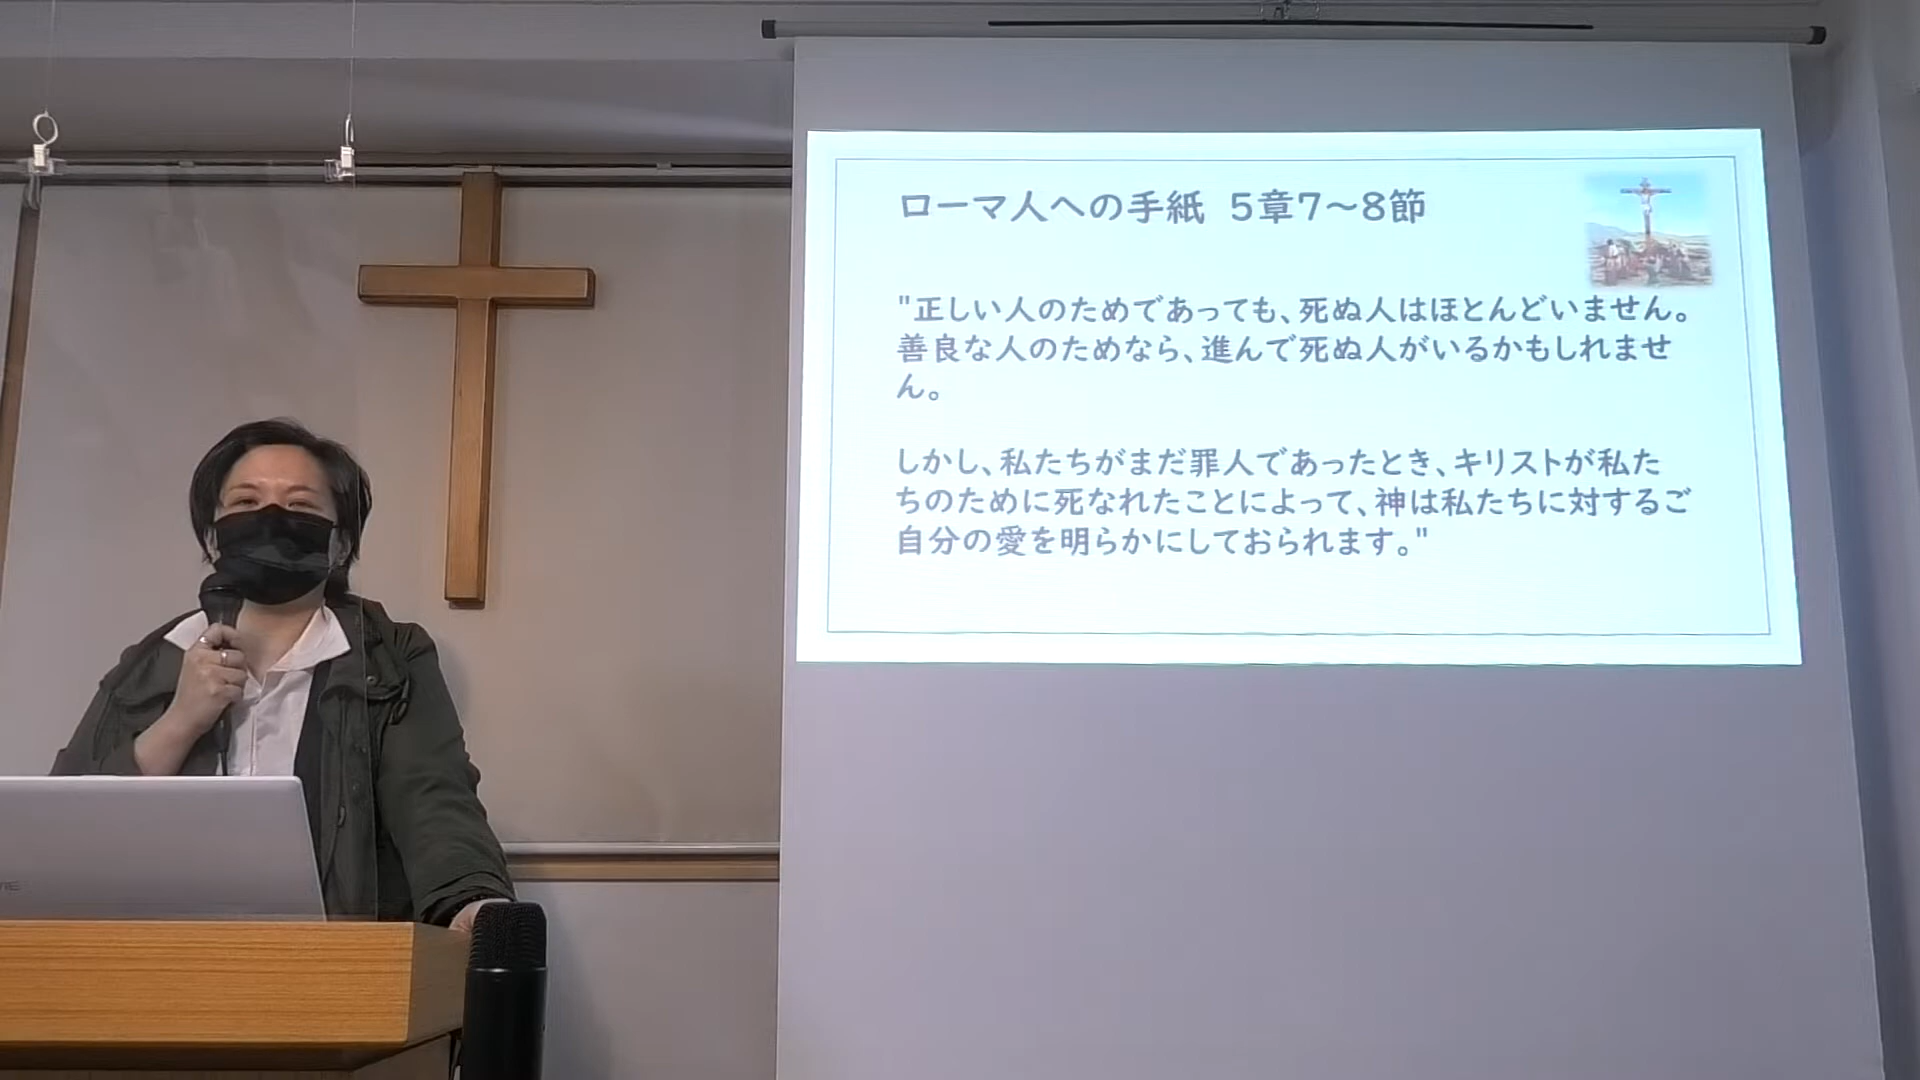 ローマ人への手紙 5章7～8節
"正しい人のためであっても、死ぬ人はほとんどいません。
善良な人のためなら、進んで死ぬ人がいるかもしれませ
ん。
しかし、私たちがまだ罪人であったとき、キリストが私た
ちのために死なれたことによって、神は私たちに対するご
自分の愛を明らかにしておられます。"